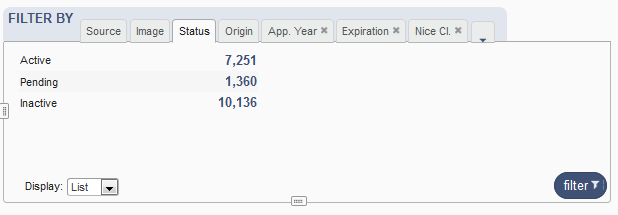 FILTER BY
Source Image Status Origin App. Year Expiration Nice Cl.
Active 7,251
Pending 1,360
Inactive 10,136
Display: List filter